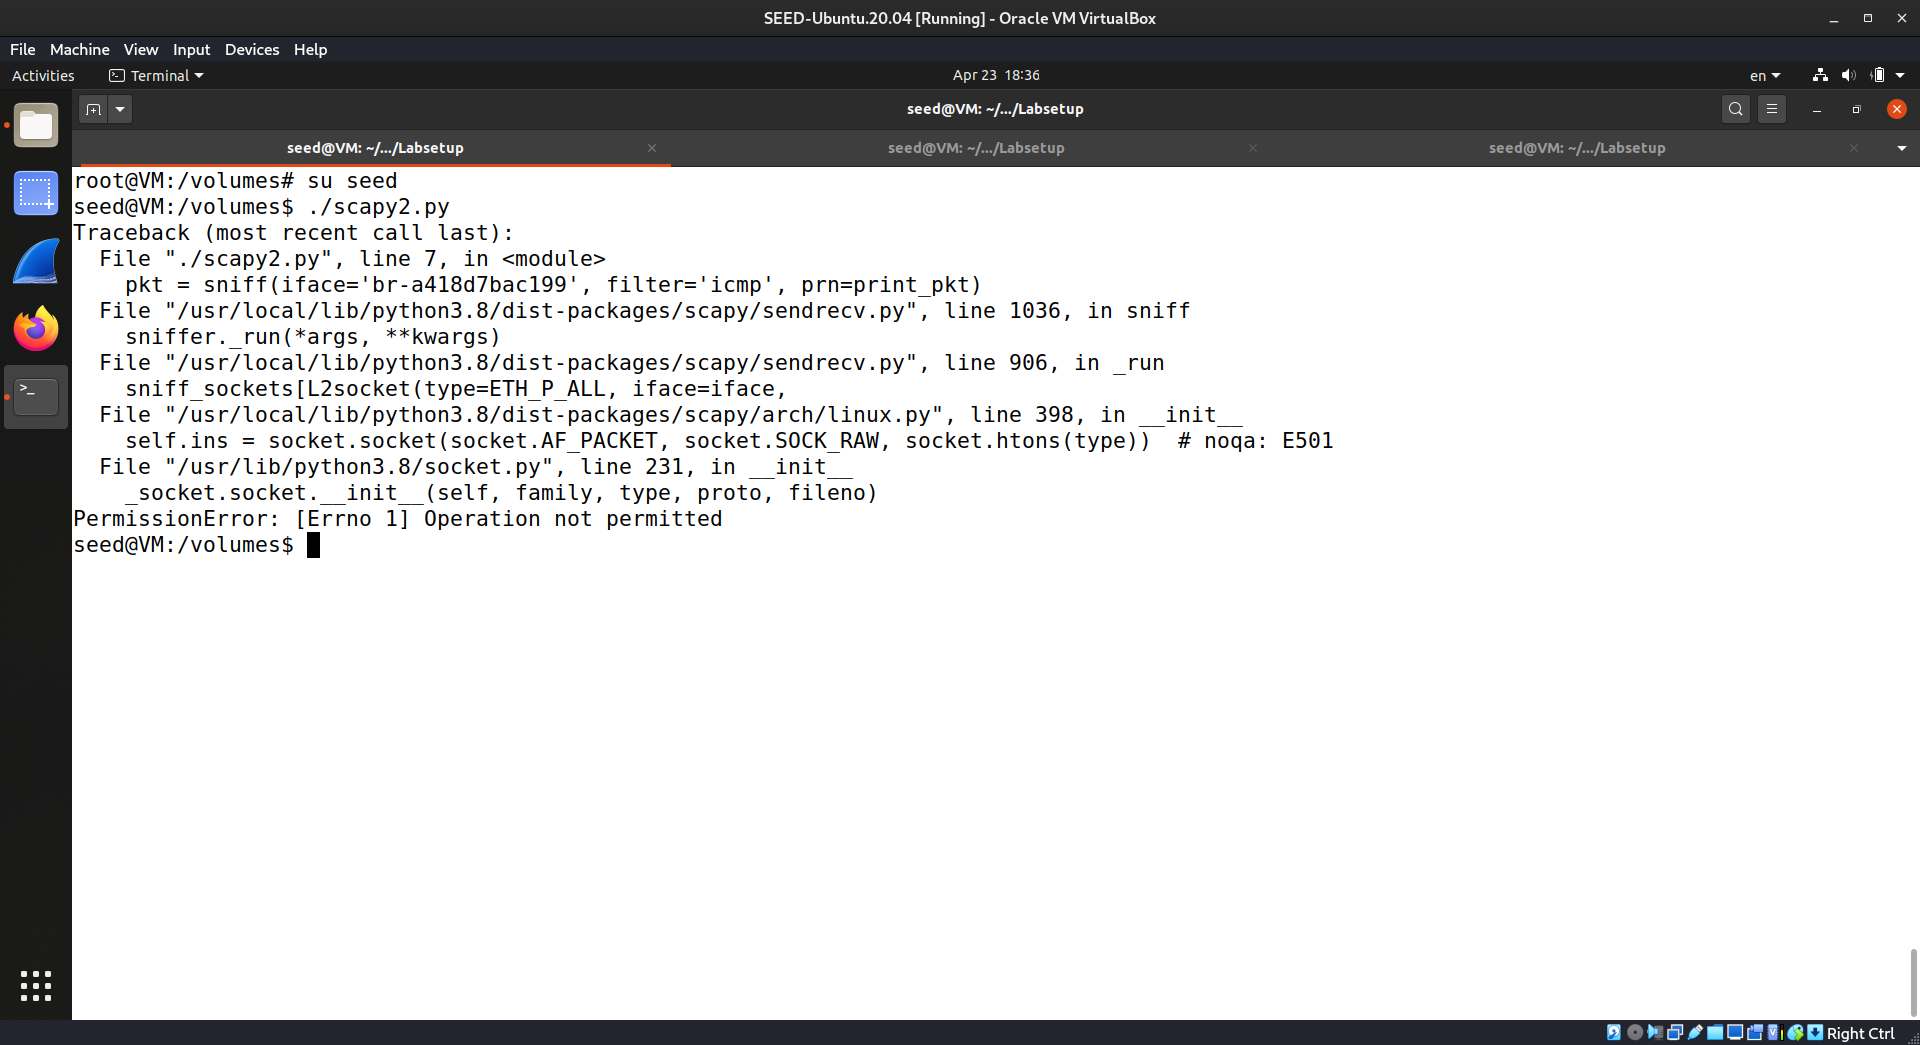 SEED-Ubuntu.20.04 [Running] - Oracle VM VirtualBox
File Machine View Input Devices Help
Activities Terminal Apr 23 18:36 en
seed@VM: ~/.../Labsetup
seed@VM: ~/.../Labsetup seed@VM: ~/.../Labsetup seed@VM: ~/.../Labsetup
root@VM:/volumes# su seed
seed@VM:/volumes$ ./scapy2.py
Traceback (most recent call last):
  File "./scapy2.py", line 7, in <module>
    pkt = sniff(iface='br-a418d7bac199', filter='icmp', prn=print_pkt)
  File "/usr/local/lib/python3.8/dist-packages/scapy/sendrecv.py", line 1036, in sniff
    sniffer._run(*args, **kwargs)
  File "/usr/local/lib/python3.8/dist-packages/scapy/sendrecv.py", line 906, in _run
    sniff_sockets[L2socket(type=ETH_P_ALL, iface=iface,
  File "/usr/local/lib/python3.8/dist-packages/scapy/arch/linux.py", line 398, in __init__
    self.ins = socket.socket(socket.AF_PACKET, socket.SOCK_RAW, socket.htons(type))  # noqa: E501
  File "/usr/lib/python3.8/socket.py", line 231, in __init__
    _socket.socket.__init__(self, family, type, proto, fileno)
PermissionError: [Errno 1] Operation not permitted
seed@VM:/volumes$
Right Ctrl